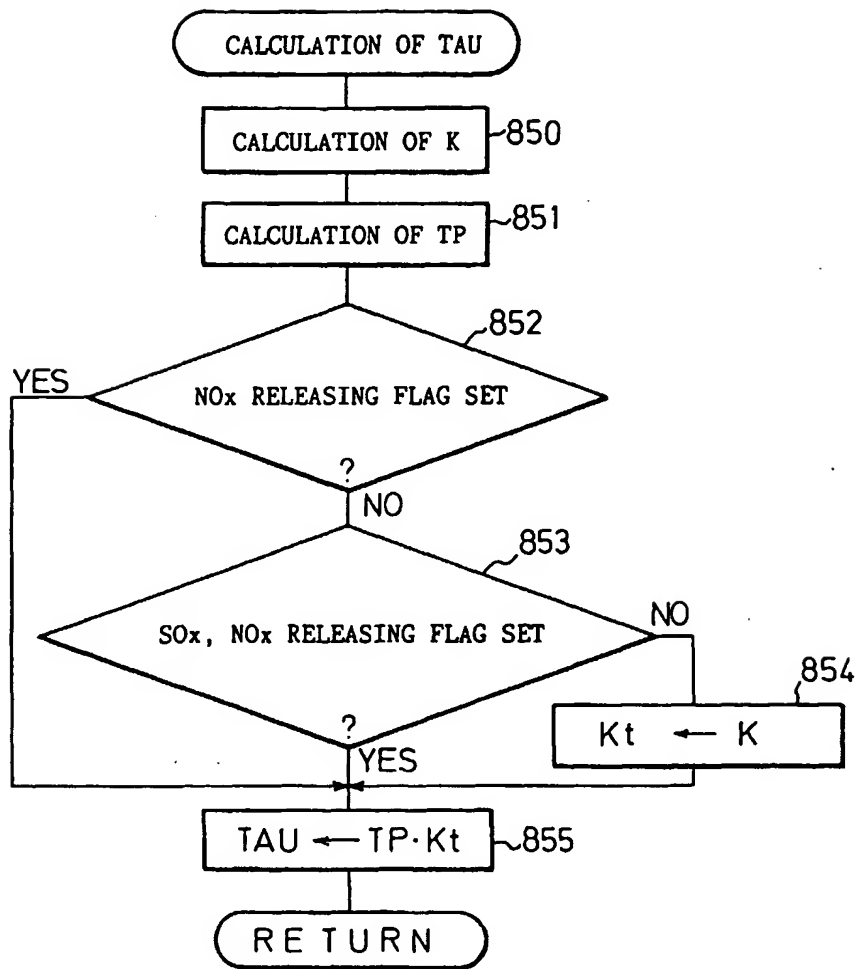 CALCULATION OF TAU
CALCULATION OF K
850
CALCULATION OF TP
851
852
YES
NOx RELEASING FLAG SET
?
NO
853
SOx, NOx RELEASING FLAG SET
NO
854
?
Kt ← K
YES
TAU ← TP·Kt
855
RETURN